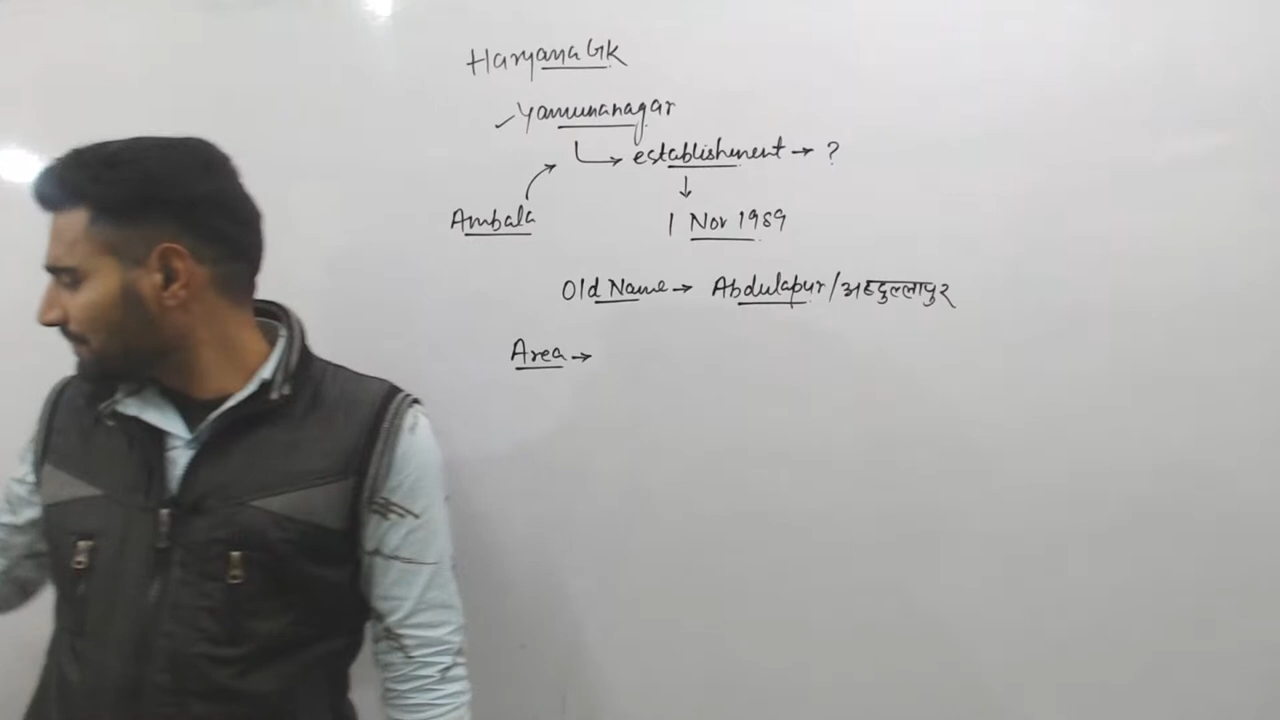 Haryana GK
✓ Yamunanagar
establishment → ?
Ambala
1 Nov 1989
Old Name → Abdulapur/अब्दुल्लापुर
Area →